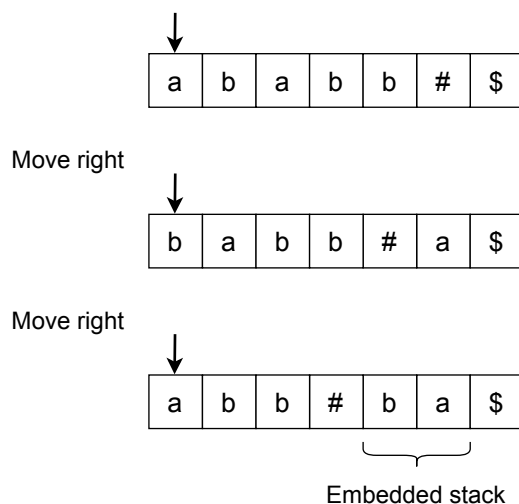 a b a b b # $
Move right
b a b b # a $
Move right
a b b # b a $
Embedded stack